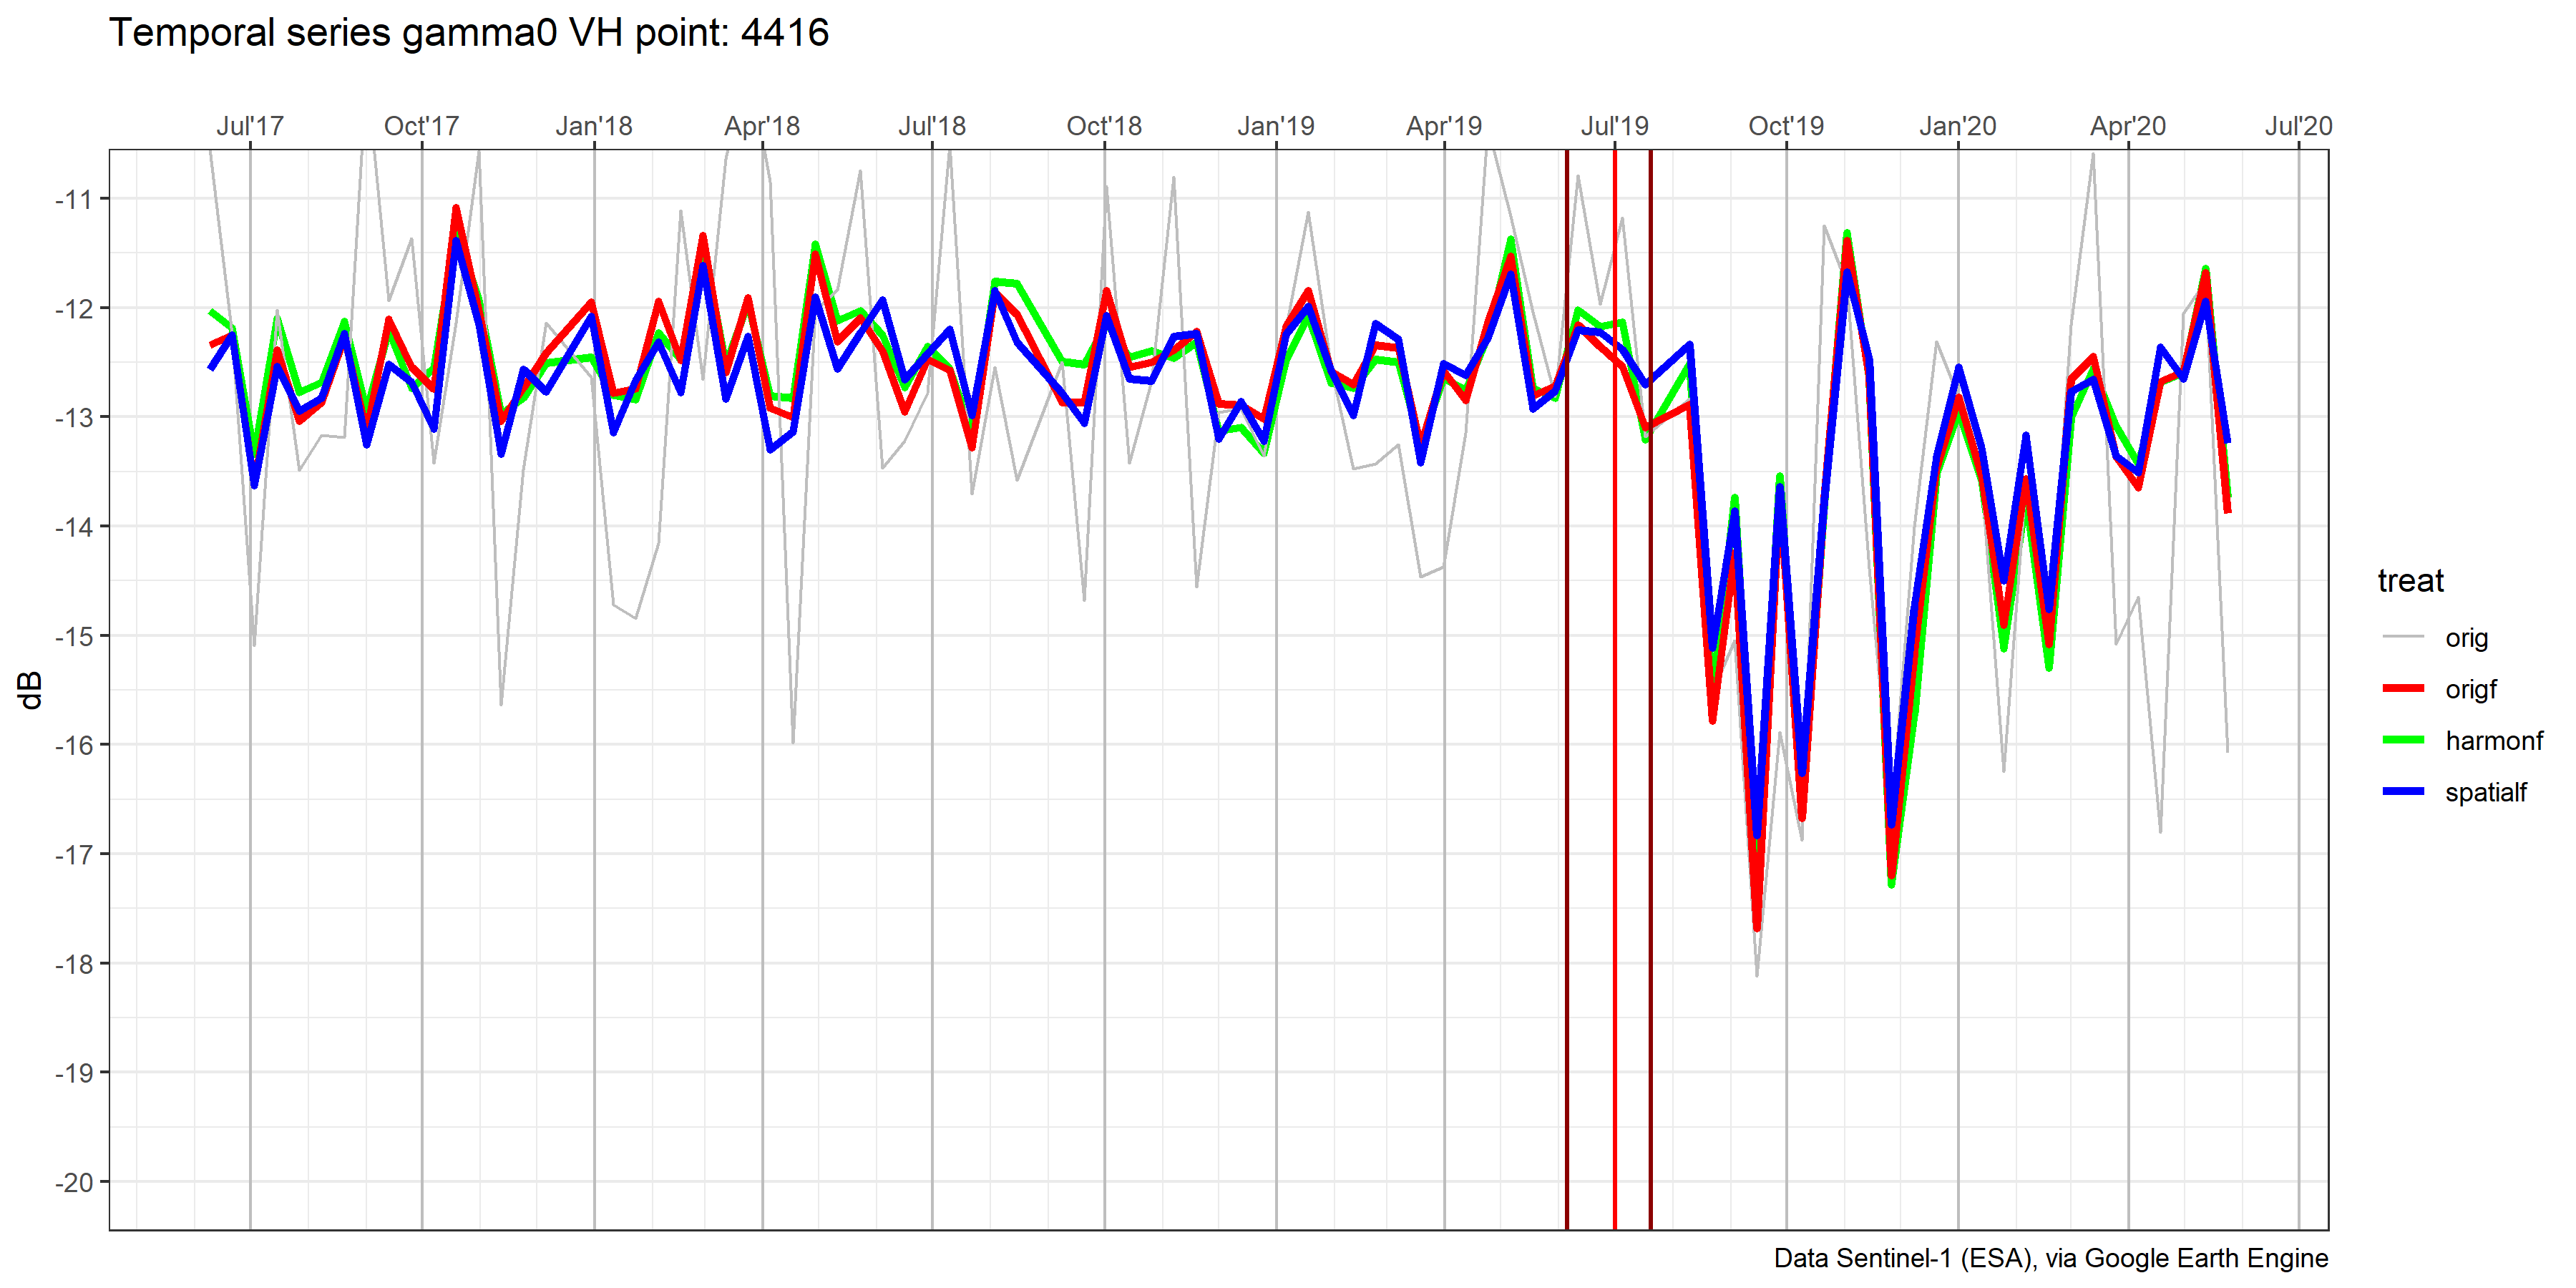 Temporal series gamma0 VH point: 4416
Jul'17 Oct'17 Jan'18 Apr'18 Jul'18 Oct'18 Jan'19 Apr'19 Jul'19 Oct'19 Jan'20 Apr'20 Jul'20
-11
-12
-13
-14
-15
-16
-17
-18
-19
-20
dB
treat
orig
origf
harmonf
spatialf
Data Sentinel-1 (ESA), via Google Earth Engine